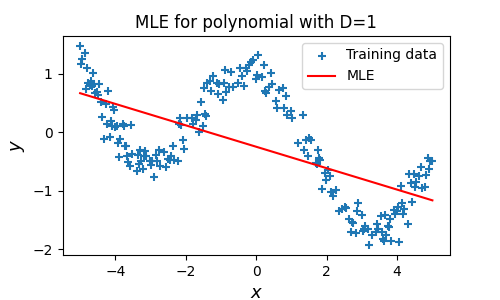 MLE for polynomial with D=1
Training data
MLE
y
1
0
−1
−2
−4
−2
0
2
4
x